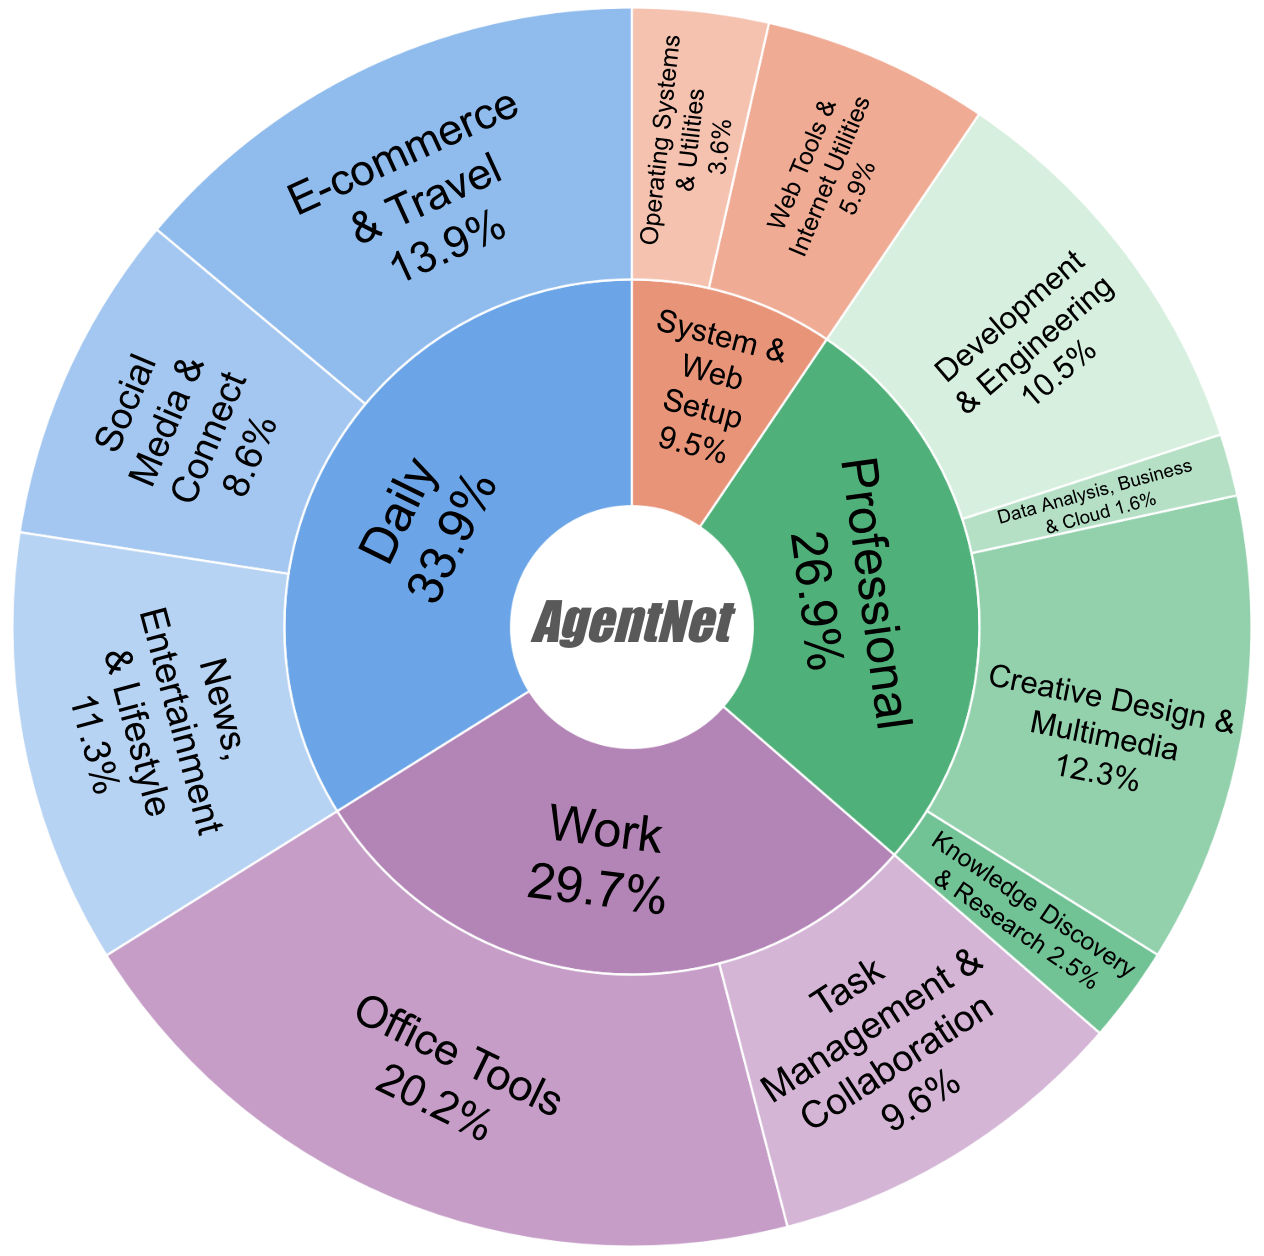 AgentNet
System &
Web
Setup
9.5%
Operating Systems
& Utilities
3.6%
Web Tools &
Internet Utilities
5.9%
Professional
26.9%
Development
& Engineering
10.5%
Data Analysis, Business
& Cloud 1.6%
Creative Design &
Multimedia
12.3%
Knowledge Discovery
& Research 2.5%
Work
29.7%
Task
Management &
Collaboration
9.6%
Office Tools
20.2%
Daily
33.9%
News,
Entertainment
& Lifestyle
11.3%
Social
Media &
Connect
8.6%
E-commerce
& Travel
13.9%